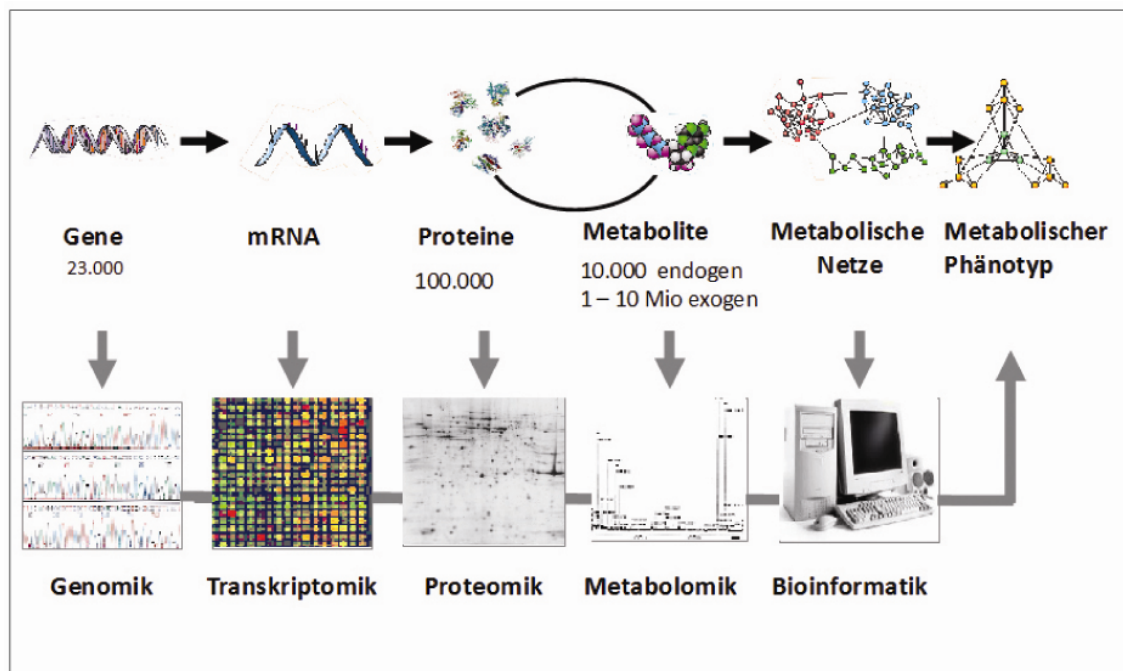 Gene
23.000
mRNA
Proteine
100.000
Metabolite
10.000 endogen
1 – 10 Mio exogen
Metabolische
Netze
Metabolischer
Phänotyp
Genomik
Transkriptomik
Proteomik
Metabolomik
Bioinformatik